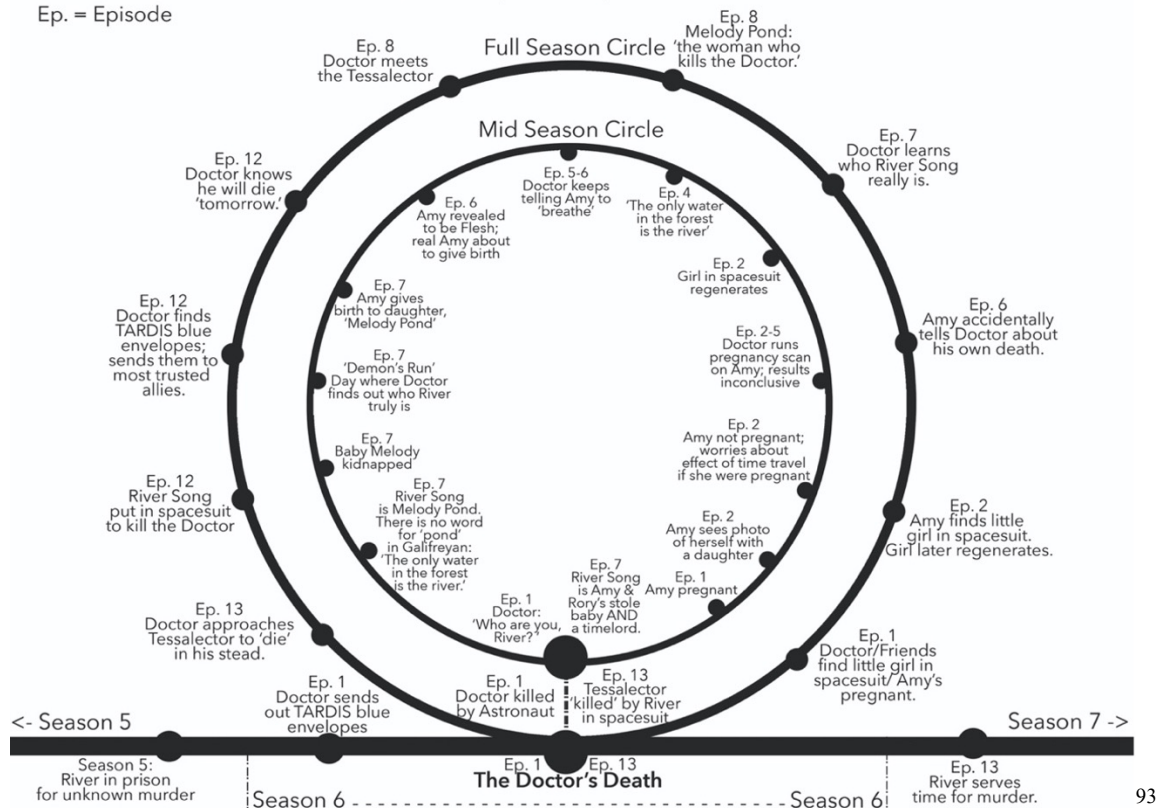 Ep. = Episode
Full Season Circle
Ep. 8
Melody Pond:
'the woman who
kills the Doctor.'
Ep. 8
Doctor meets
the Tessalector
Mid Season Circle
Ep. 7
Doctor learns
who River Song
really is.
Ep. 12
Doctor knows
he will die
'tomorrow.'
Ep. 5-6
Doctor keeps
telling Amy to
'breathe'
Ep. 4
'The only water
in the forest
is the river'
Ep. 6
Amy revealed
to be Flesh;
real Amy about
to give birth
Ep. 2
Girl in spacesuit
regenerates
Ep. 7
Amy gives
birth to daughter,
'Melody Pond'
Ep. 12
Doctor finds
TARDIS blue
envelopes;
sends them to
most trusted
allies.
Ep. 6
Amy accidentally
tells Doctor about
his own death.
Ep. 2-5
Doctor runs
pregnancy scan
on Amy; results
inconclusive
Ep. 7
'Demon's Run'
Day where Doctor
finds out who River
truly is
Ep. 2
Amy not pregnant;
worries about
effect of time travel
if she were pregnant
Ep. 7
Baby Melody
kidnapped
Ep. 12
River Song
put in spacesuit
to kill the Doctor
Ep. 7
River Song
is Melody Pond.
There is no word
for 'pond'
in Galifreyan:
'The only water
in the forest
is the river.'
Ep. 2
Amy sees photo
of herself with
a daughter
Ep. 2
Amy finds little
girl in spacesuit.
Girl later regenerates.
Ep. 1
Amy pregnant
Ep. 7
River Song
is Amy &
Rory's stole
baby AND
a timelord.
Ep. 1
Doctor:
'Who are you,
River?'
Ep. 13
Doctor approaches
Tessalector to 'die'
in his stead.
Ep. 1
Doctor/Friends
find little girl in
spacesuit/ Amy's
pregnant.
Ep. 1
Doctor sends
out TARDIS blue
envelopes
Ep. 1
Doctor killed
by Astronaut
Ep. 13
Tessalector
'killed' by River
in spacesuit
<- Season 5
Season 7 ->
Season 5:
River in prison
for unknown murder
Ep. 1
Ep. 13
The Doctor's Death
Ep. 13
River serves
time for murder.
Season 6
Season 6
93